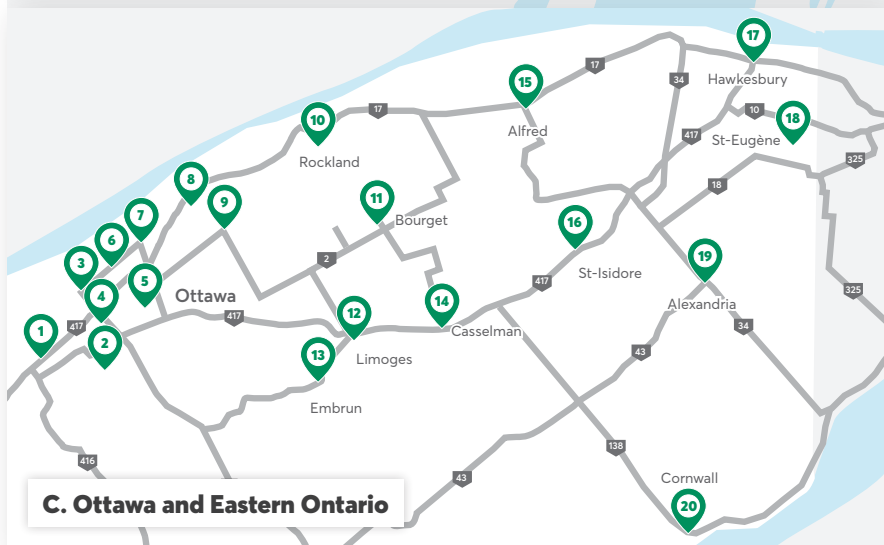 17
17
15
17
34
Hawkesbury
10
17
10
18
Alfred
417
St-Eugène
Rockland
325
8
18
9
11
7
Bourget
16
6
2
3
19
5
St-Isidore
4
Ottawa
417
325
14
Alexandria
12
1
417
417
34
Casselman
2
43
13
Limoges
Embrun
138
416
43
Cornwall
C. Ottawa and Eastern Ontario
20